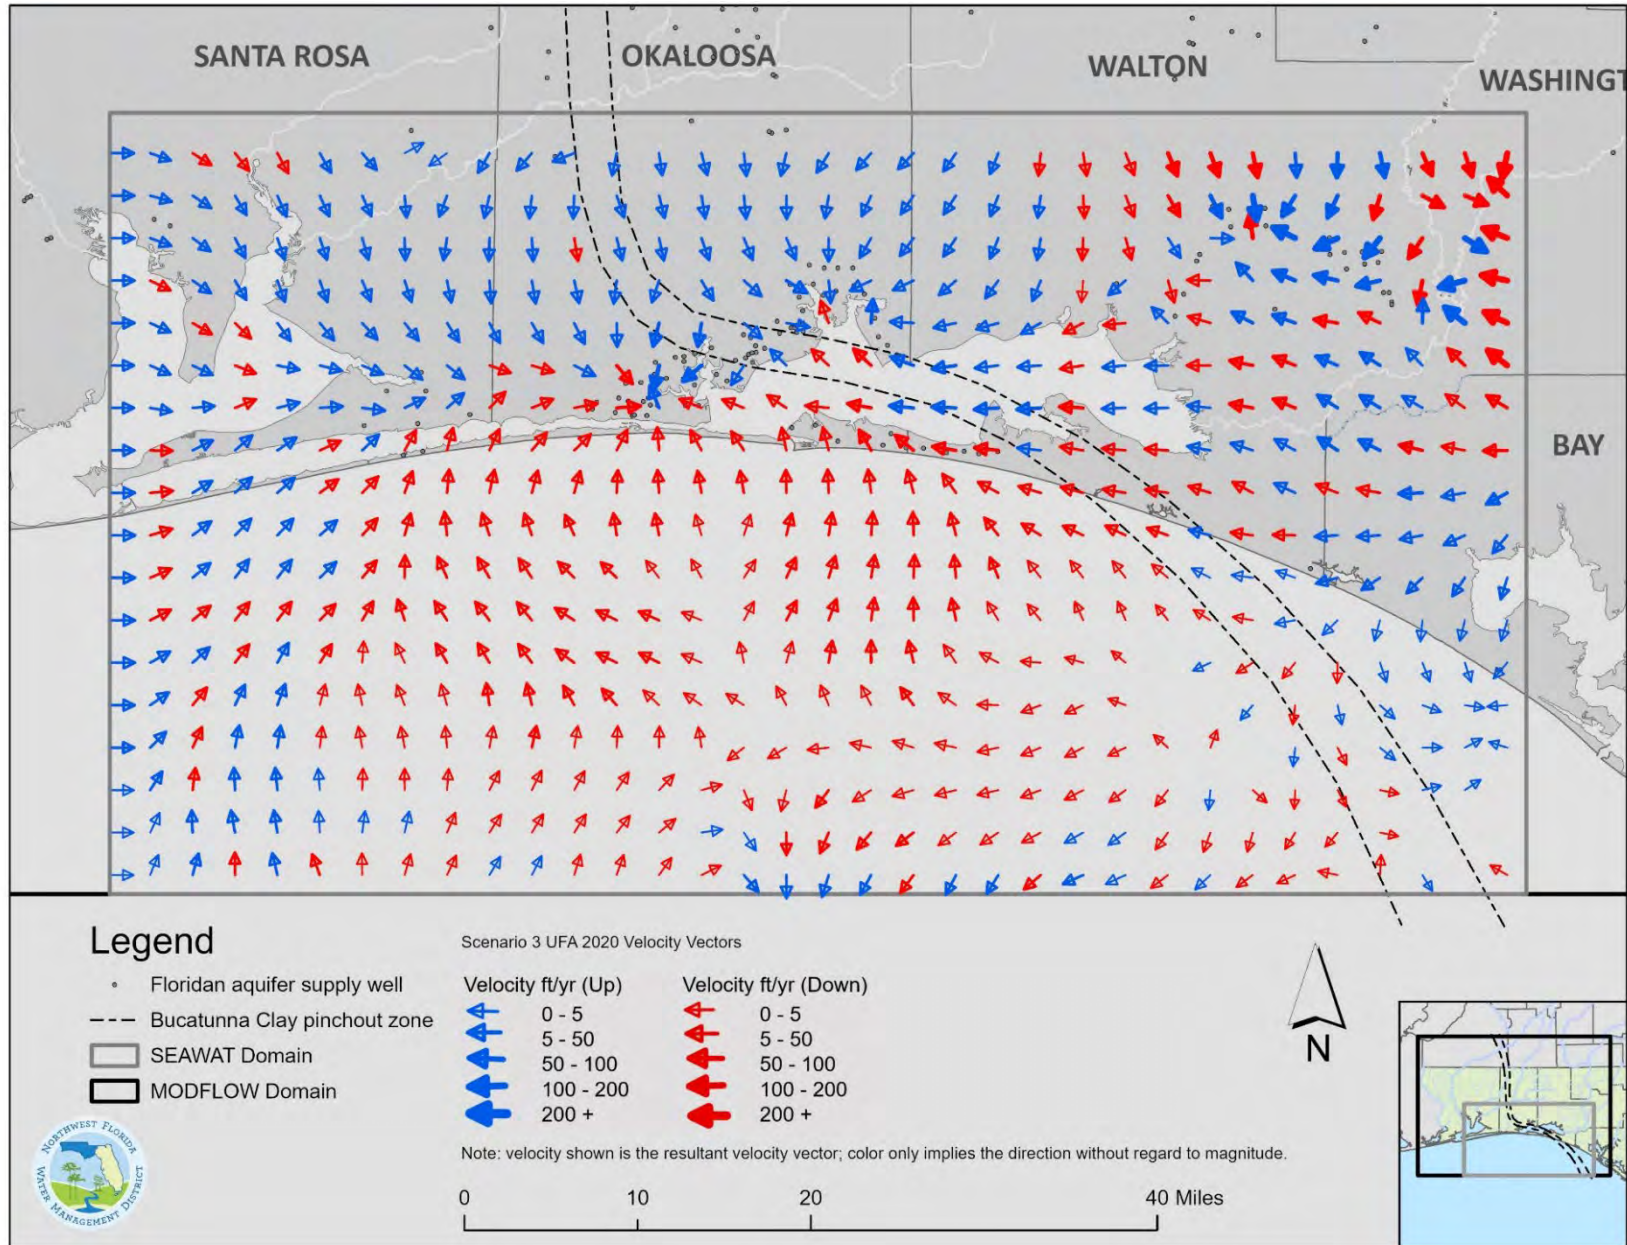 SANTA ROSA
OKALOOSA
WALTON
WASHINGT
BAY
Legend
Floridan aquifer supply well
Bucatunna Clay pinchout zone
SEAWAT Domain
MODFLOW Domain
Scenario 3 UFA 2020 Velocity Vectors
Velocity ft/yr (Up)
0 - 5
5 - 50
50 - 100
100 - 200
200 +
Velocity ft/yr (Down)
0 - 5
5 - 50
50 - 100
100 - 200
200 +
Note: velocity shown is the resultant velocity vector; color only implies the direction without regard to magnitude.
0 10 20 40 Miles
N
NORTHWEST FLORIDA
WATER MANAGEMENT DISTRICT